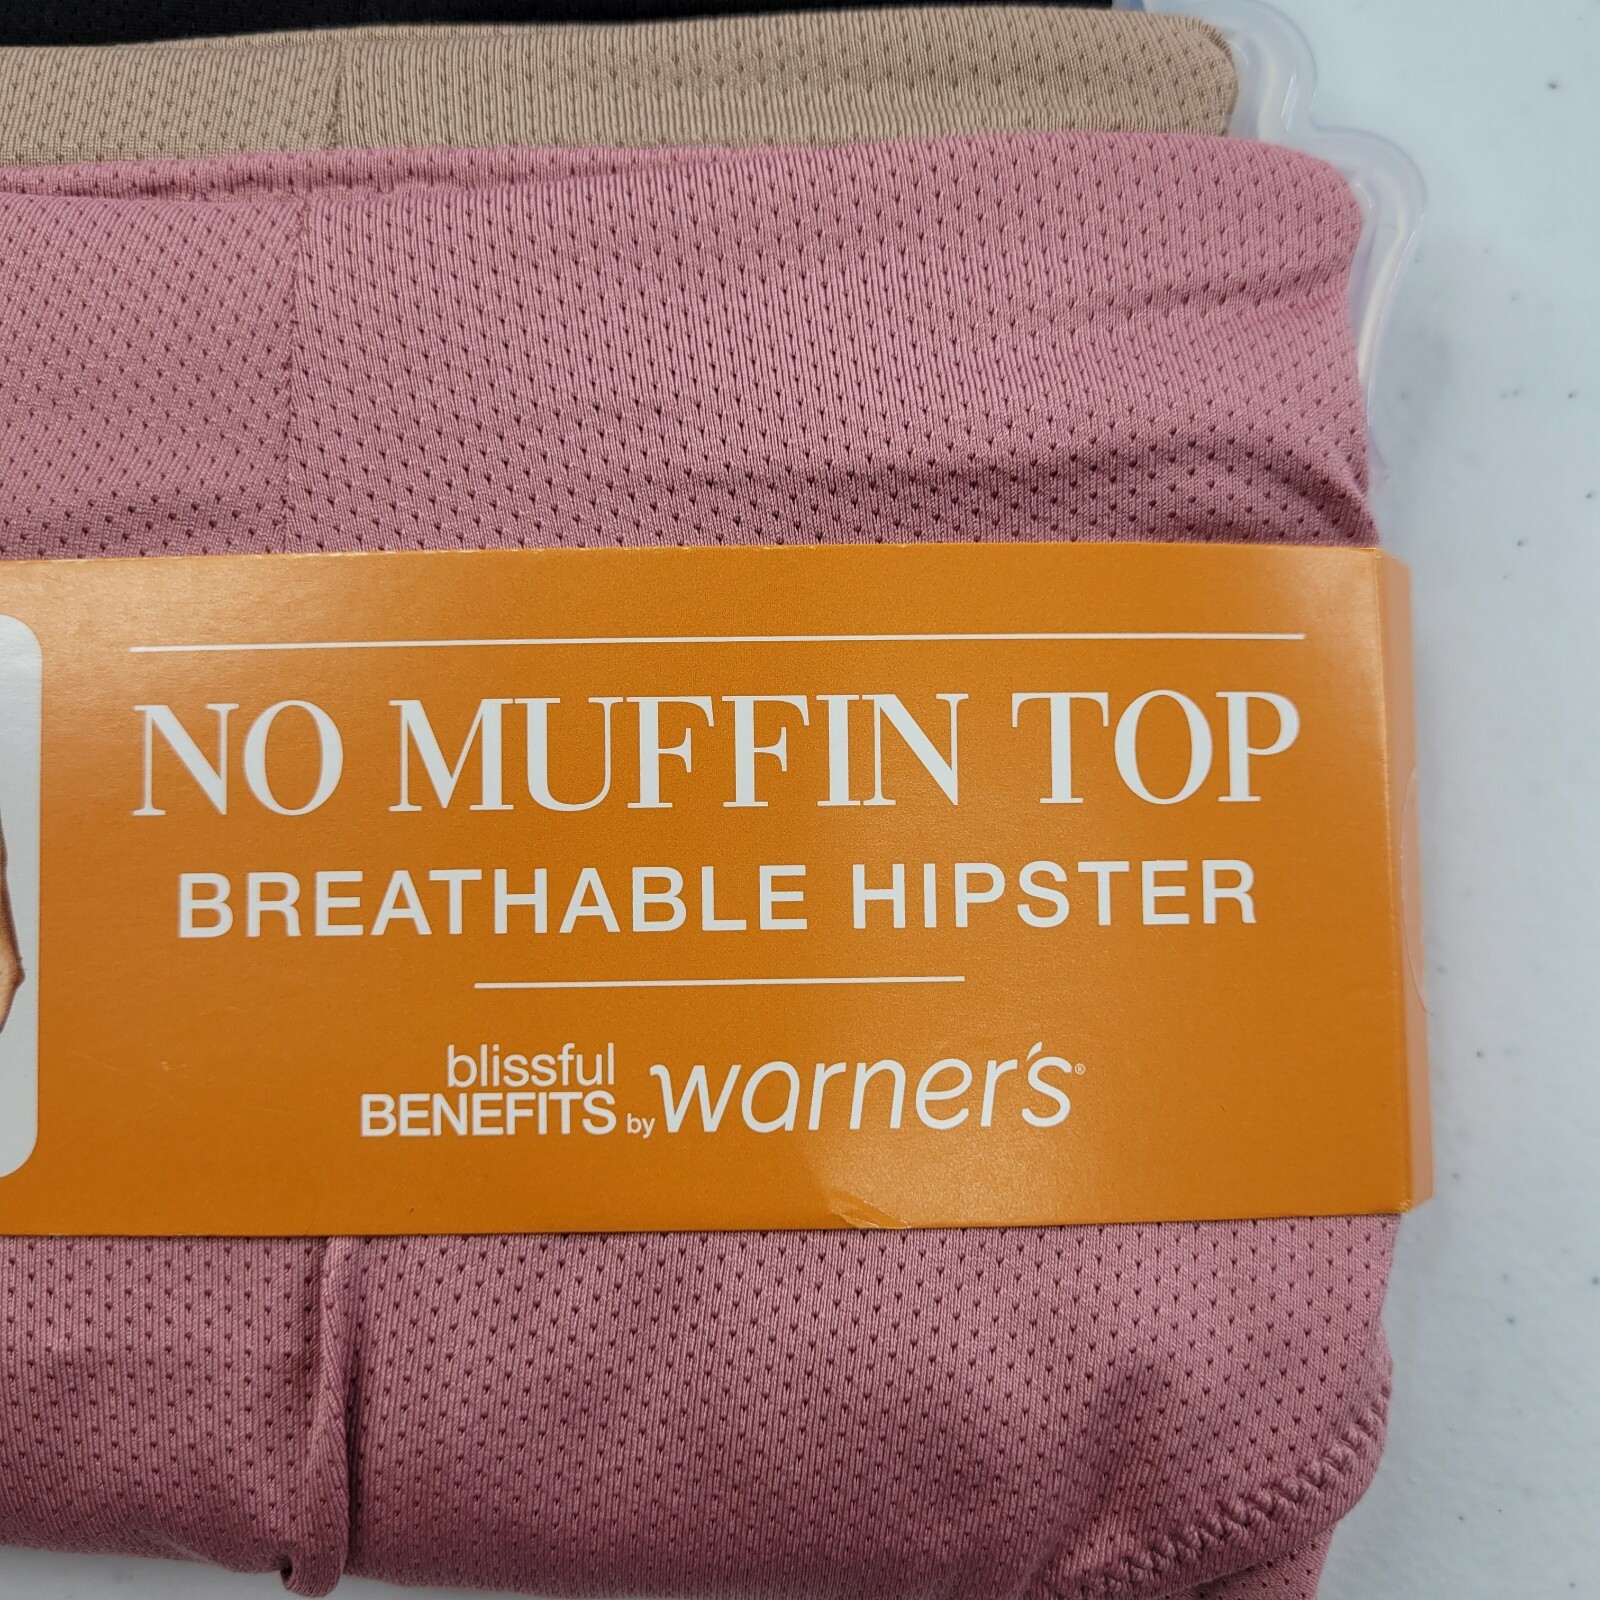 NO MUFFIN TOP
BREATHABLE HIPSTER
blissful
BENEFITS by warner's®